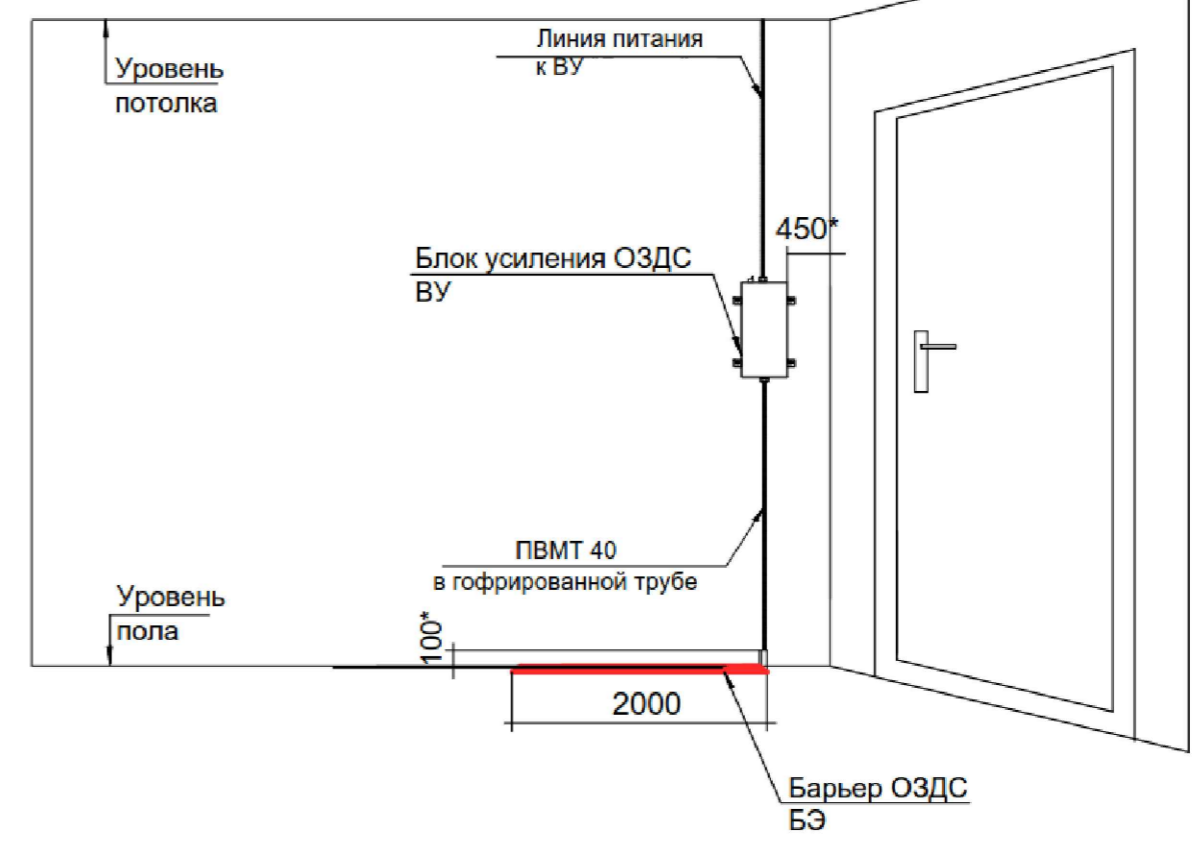 Линия питания
к ВУ
Уровень
потолка
450*
Блок усиления ОЗДС
ВУ
ПВМТ 40
в гофрированной трубе
Уровень
пола
100*
2000
Барьер ОЗДС
БЭ